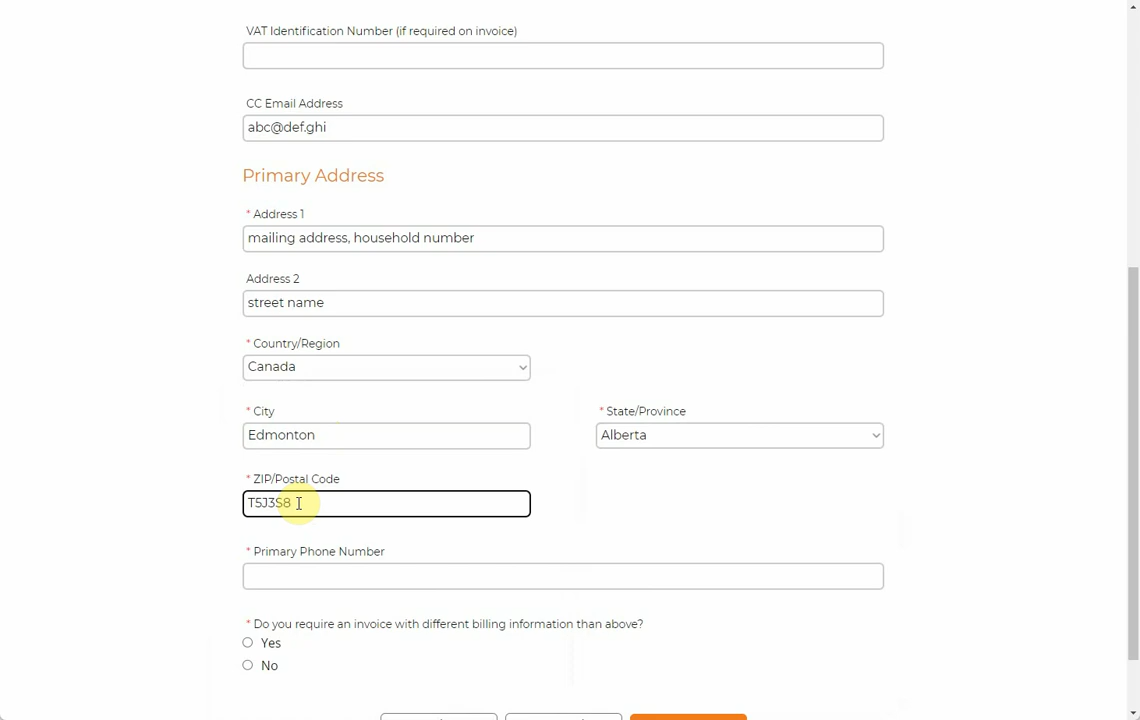 VAT Identification Number (if required on invoice)
CC Email Address
abc@def.ghi
Primary Address
* Address 1
mailing address, household number
Address 2
street name
* Country/Region
Canada
* City
* State/Province
Edmonton
Alberta
* ZIP/Postal Code
T5J3S8
* Primary Phone Number
* Do you require an invoice with different billing information than above?
Yes
No